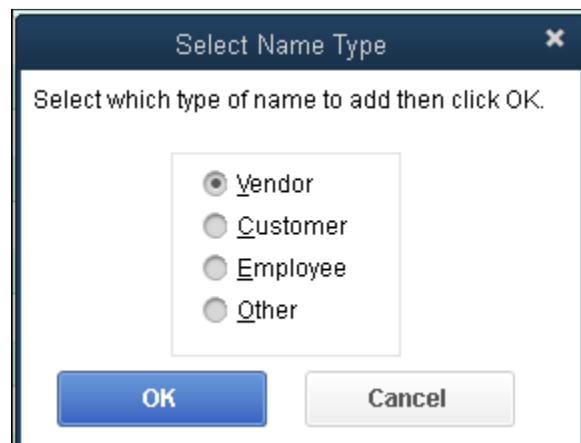 Select Name Type
Select which type of name to add then click OK.
Vendor
Customer
Employee
Other
OK
Cancel